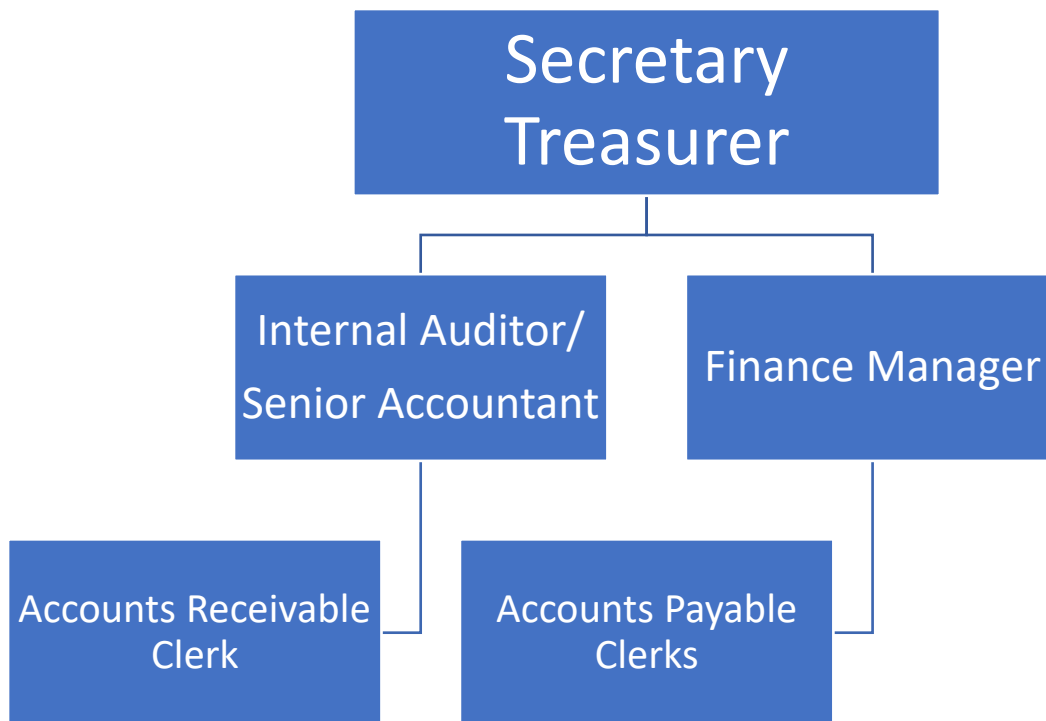 Secretary
Treasurer
Internal Auditor/
Senior Accountant
Finance Manager
Accounts Receivable
Clerk
Accounts Payable
Clerks